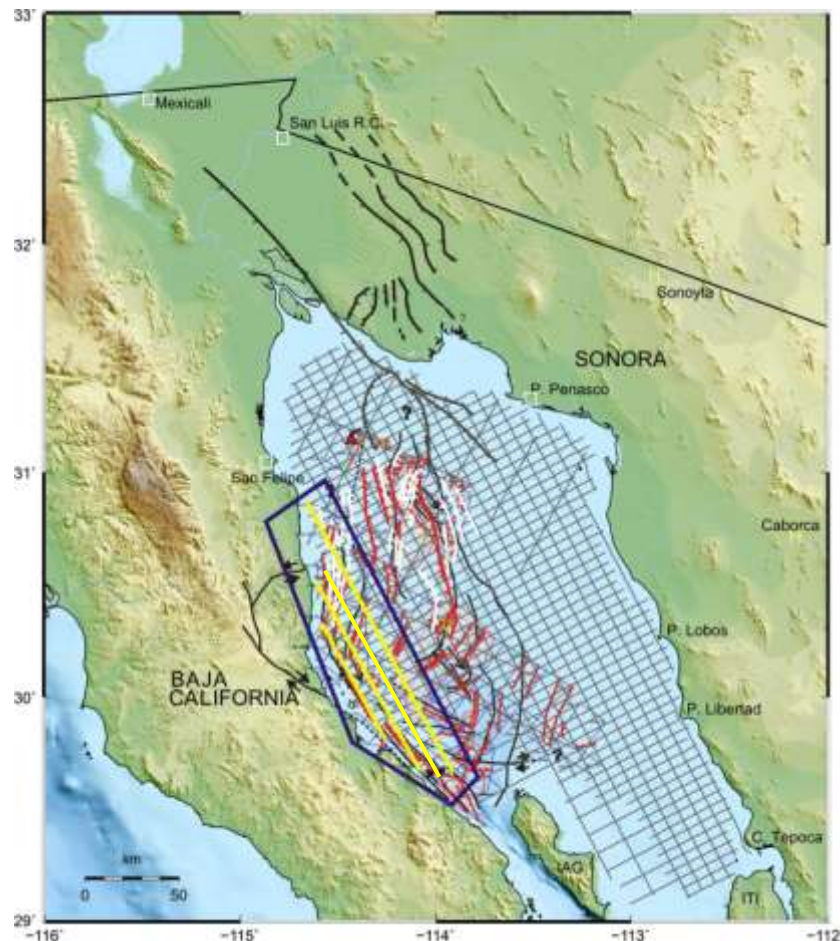 33′
Mexicali
San Luis R.C.
32′
Sonoyta
SONORA
P. Penasco
?
31′
San Felipe
Caborca
P. Lobos
BAJA
CALIFORNIA
30′
P. Libertad
?
km
C. Tepoca
0 50
IAG
ITI
29′
−116 −115 −114 −113 −112